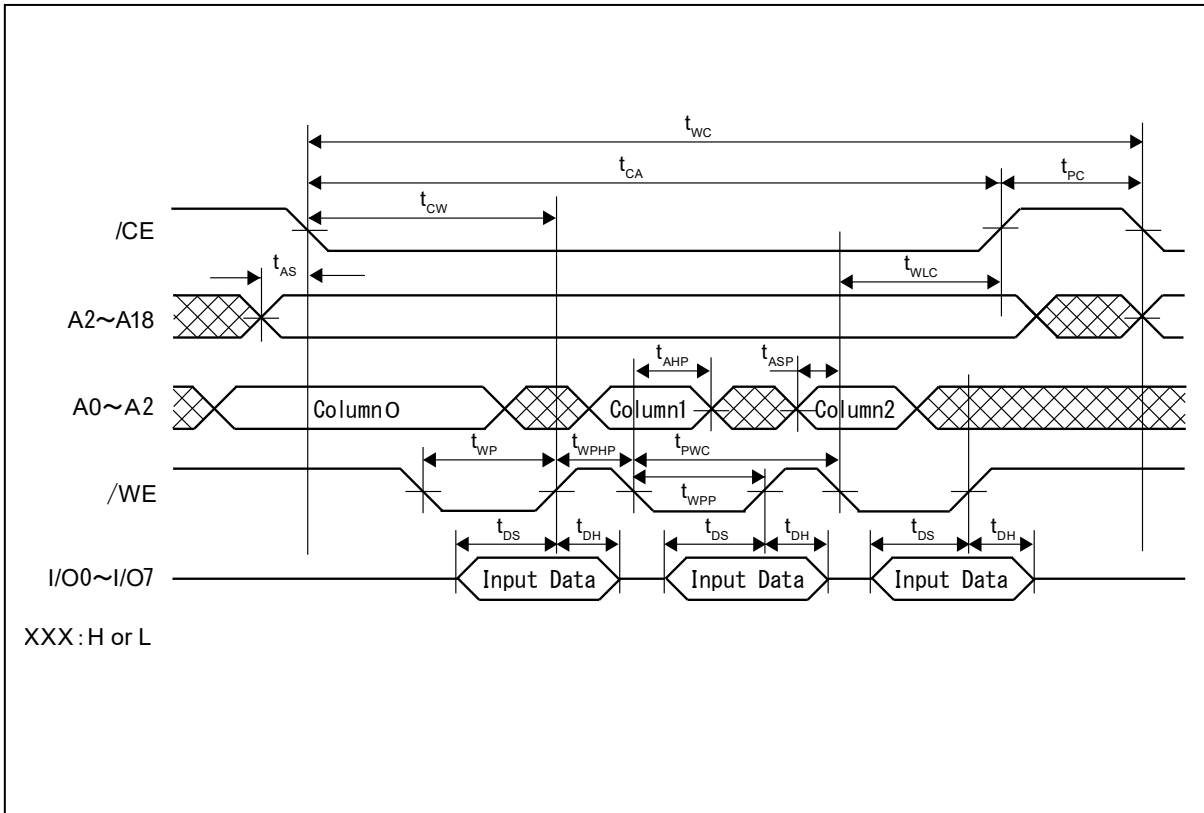 tWC
tCA
tPC
tCW
/CE
tAS
tWLC
A2～A18
tAHP
tASP
A0～A2
Column0
Column1
Column2
tWP
tWPHP
tPWC
/WE
tWPP
tDS
tDH
tDS
tDH
tDS
tDH
I/O0～I/O7
Input Data
Input Data
Input Data
XXX:H or L